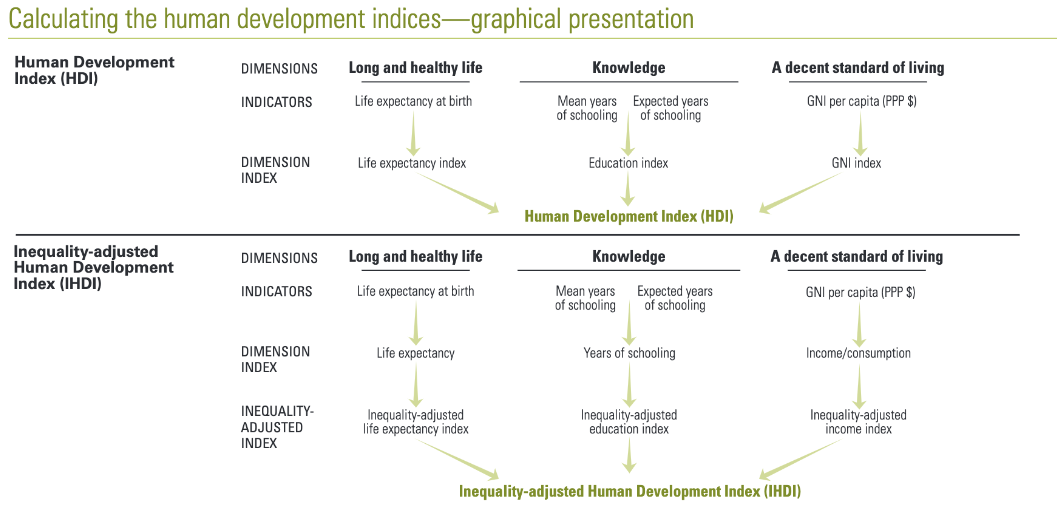 Calculating the human development indices—graphical presentation
Human Development
Index (HDI)
DIMENSIONS
Long and healthy life
Knowledge
A decent standard of living
INDICATORS
Life expectancy at birth
Mean years
of schooling
Expected years
of schooling
GNI per capita (PPP $)
DIMENSION
INDEX
Life expectancy index
Education index
GNI index
Human Development Index (HDI)
Inequality-adjusted
Human Development
Index (IHDI)
DIMENSIONS
Long and healthy life
Knowledge
A decent standard of living
INDICATORS
Life expectancy at birth
Mean years
of schooling
Expected years
of schooling
GNI per capita (PPP $)
DIMENSION
INDEX
Life expectancy
Years of schooling
Income/consumption
INEQUALITY-
ADJUSTED
INDEX
Inequality-adjusted
life expectancy index
Inequality-adjusted
education index
Inequality-adjusted
income index
Inequality-adjusted Human Development Index (IHDI)